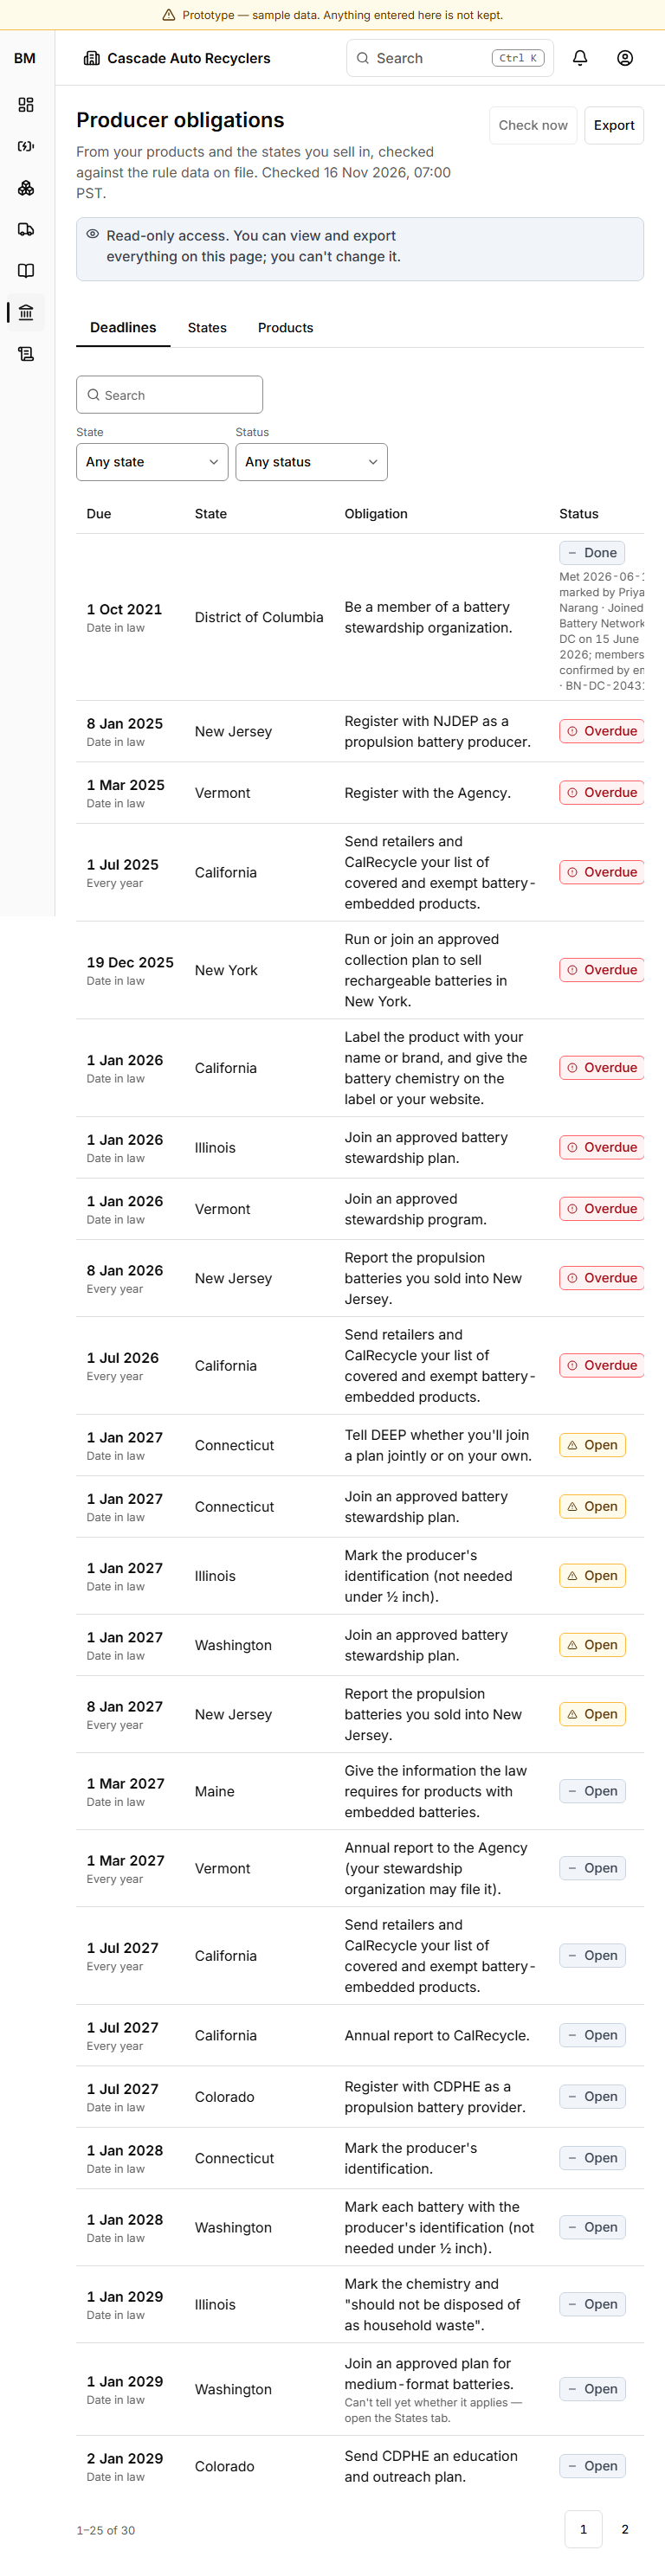 Prototype — sample data. Anything entered here is not kept.
BM
Cascade Auto Recyclers
Search
Ctrl K
Producer obligations
Check now
Export
From your products and the states you sell in, checked
against the rule data on file. Checked 16 Nov 2026, 07:00
PST.
Read-only access. You can view and export
everything on this page; you can't change it.
Deadlines States Products
Search
State Status
Any state Any status
Due State Obligation Status
Done
Met 2026-06-
marked by Priya
Narang · Joined
Battery Network
DC on 15 June
2026;
confirmed by
· BN-DC-2043
1 Oct 2021
Date in law
District of Columbia
Be a member of a battery
stewardship organization.
8 Jan 2025
Date in law
New Jersey
Register with NJDEP as a
propulsion battery producer.
Overdue
1 Mar 2025
Date in law
Vermont
Register with the Agency.
Overdue
1 Jul 2025
Every year
California
Send retailers and
CalRecycle your list of
covered and exempt battery-
embedded products.
Overdue
19 Dec 2025
Date in law
New York
Run or join an approved
collection plan to sell
rechargeable batteries in
New York.
Overdue
1 Jan 2026
Date in law
California
Label the product with your
name or brand, and give the
battery chemistry on the
label or your website.
Overdue
1 Jan 2026
Date in law
Illinois
Join an approved battery
stewardship plan.
Overdue
1 Jan 2026
Date in law
Vermont
Join an approved
stewardship program.
Overdue
8 Jan 2026
Every year
New Jersey
Report the propulsion
batteries you sold into New
Jersey.
Overdue
1 Jul 2026
Every year
California
Send retailers and
CalRecycle your list of
covered and exempt battery-
embedded products.
Overdue
1 Jan 2027
Date in law
Connecticut
Tell DEEP whether you'll join
a plan jointly or on your own.
Open
1 Jan 2027
Date in law
Connecticut
Join an approved battery
stewardship plan.
Open
1 Jan 2027
Date in law
Illinois
Mark the producer's
identification (not needed
under ½ inch).
Open
1 Jan 2027
Date in law
Washington
Join an approved battery
stewardship plan.
Open
8 Jan 2027
Every year
New Jersey
Report the propulsion
batteries you sold into New
Jersey.
Open
1 Mar 2027
Date in law
Maine
Give the information the law
requires for products with
embedded batteries.
Open
1 Mar 2027
Every year
Vermont
Annual report to the Agency
(your stewardship
organization may file it).
Open
1 Jul 2027
Every year
California
Send retailers and
CalRecycle your list of
covered and exempt battery-
embedded products.
Open
1 Jul 2027
Every year
California
Annual report to CalRecycle.
Open
1 Jul 2027
Date in law
Colorado
Register with CDPHE as a
propulsion battery provider.
Open
1 Jan 2028
Date in law
Connecticut
Mark the producer's
identification.
Open
1 Jan 2028
Date in law
Washington
Mark each battery with the
producer's identification (not
needed under ½ inch).
Open
1 Jan 2029
Date in law
Illinois
Mark the chemistry and
"should not be disposed of
as household waste".
Open
1 Jan 2029
Date in law
Washington
Join an approved plan for
medium-format batteries.
Can't tell yet whether it applies —
open the States tab.
Open
2 Jan 2029
Date in law
Colorado
Send CDPHE an education
and outreach plan.
Open
1–25 of 30
1 2